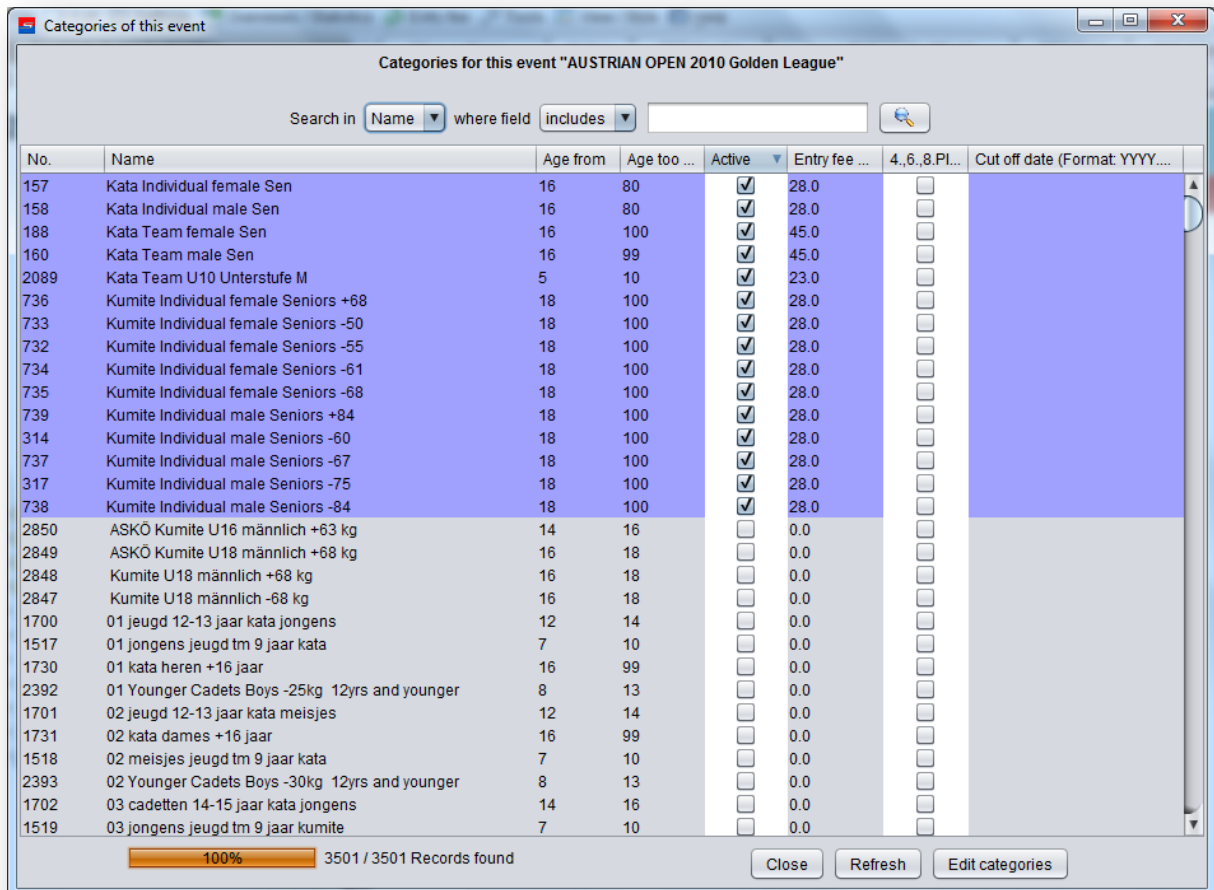 Categories of this event
Categories for this event "AUSTRIAN OPEN 2010 Golden League"
Search in Name where field includes
No. Name Age from Age too ... Active Entry fee ... 4.,6.,8.Pl... Cut off date (Format: YYYY....
157 Kata Individual female Sen 16 80 28.0
158 Kata Individual male Sen 16 80 28.0
188 Kata Team female Sen 16 100 45.0
160 Kata Team male Sen 16 99 45.0
2089 Kata Team U10 Unterstufe M 5 10 23.0
736 Kumite Individual female Seniors +68 18 100 28.0
733 Kumite Individual female Seniors -50 18 100 28.0
732 Kumite Individual female Seniors -55 18 100 28.0
734 Kumite Individual female Seniors -61 18 100 28.0
735 Kumite Individual female Seniors -68 18 100 28.0
739 Kumite Individual male Seniors +84 18 100 28.0
314 Kumite Individual male Seniors -60 18 100 28.0
737 Kumite Individual male Seniors -67 18 100 28.0
317 Kumite Individual male Seniors -75 18 100 28.0
738 Kumite Individual male Seniors -84 18 100 28.0
2850 ASKÖ Kumite U16 männlich +63 kg 14 16 0.0
2849 ASKÖ Kumite U18 männlich +68 kg 16 18 0.0
2848 Kumite U18 männlich +68 kg 16 18 0.0
2847 Kumite U18 männlich -68 kg 16 18 0.0
1700 01 jeugd 12-13 jaar kata jongens 12 14 0.0
1517 01 jongens jeugd tm 9 jaar kata 7 10 0.0
1730 01 kata heren +16 jaar 16 99 0.0
2392 01 Younger Cadets Boys -25kg 12yrs and younger 8 13 0.0
1701 02 jeugd 12-13 jaar kata meisjes 12 14 0.0
1731 02 kata dames +16 jaar 16 99 0.0
1518 02 meisjes jeugd tm 9 jaar kata 7 10 0.0
2393 02 Younger Cadets Boys -30kg 12yrs and younger 8 13 0.0
1702 03 cadetten 14-15 jaar kata jongens 14 16 0.0
1519 03 jongens jeugd tm 9 jaar kumite 7 10 0.0
100% 3501 / 3501 Records found Close Refresh Edit categories